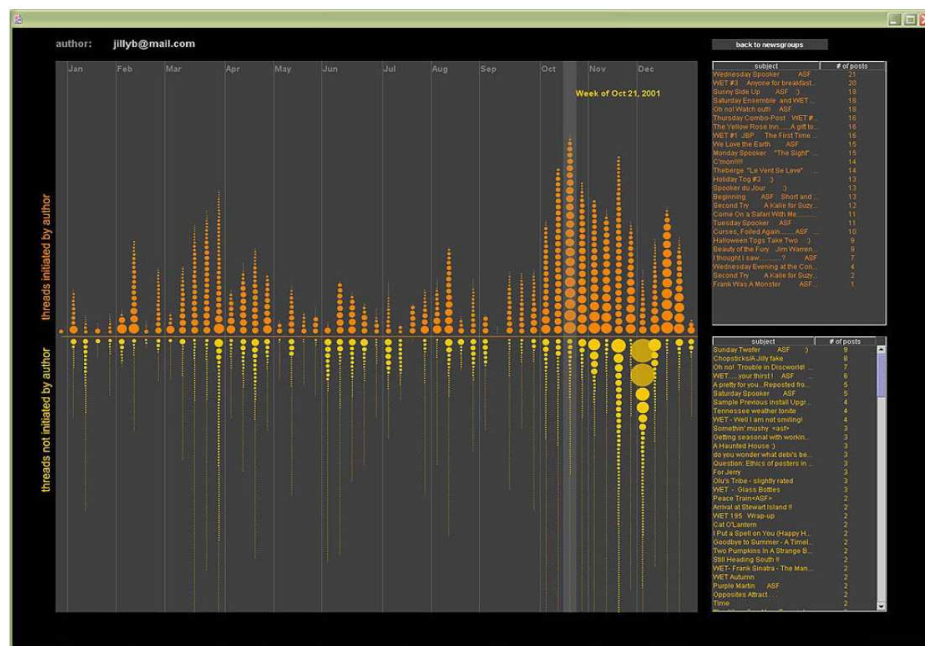 author: jillyb@mail.com
back to newsgroups
Jan Feb Mar Apr May Jun Jul Aug Sep Oct Nov Dec
Week of Oct 21, 2001
threads initiated by author
threads not initiated by author
subject # of posts
Wednesday Spooker ASF 21
WET #3 Anyone for breakfast... 20
Sunny Side Up ASF :) 18
Saturday Ensemble and WET ... 18
Oh no! Watch out!! ASF 18
Thursday Combo-Post WET #... 16
The Yellow Rose Inn......A gift to... 16
WET #1 JBP The First Time ... 16
We Love the Earth ASF 15
Monday Spooker "The Sight" ... 15
C'mon!!!! 14
Theberge "Le Vent Se Leve" ... 14
Holiday Tog #3 :) 13
Spooker du Jour :) 13
Beginning ASF Short and... 13
Second Try A Kalie for Suzy... 12
Come On a Safari With Me 11
Tuesday Spooker ASF 11
Curses, Foiled Again....... ASF... 10
Halloween Togs Take Two :) 9
Beauty of the Fury Jim Warren... 9
I thought I saw..........? ASF 7
Wednesday Evening at the Con... 4
Second Try A Kalie for Suzy... 2
Frank Was A Monster ASF... 1
subject # of posts
Sunday Twofer ASF :) 9
Chopsticks/A Jilly fake 8
Oh no! Trouble in Discworld! ... 7
WET.....your thirst! ASF 6
A pretty for you...Reposted fro... 5
Saturday Spooker ASF 5
Sample Previous install Upgr... 4
Tennessee weather tonite 4
WET - Well I am not smiling! 4
Somethin' mushy <asf> 3
Getting seasonal with workin... 3
A Haunted House :) 3
do you wonder what debi's be... 3
Question: Ethics of posters in ... 3
For Jerry 3
Olu's Tribe - slightly rated 3
WET - Glass Bottles 3
Peace Train<ASF> 2
Arrival at Stewart Island !! 2
WET 195 Wrap-up 2
Cat O'Lantern 2
I Put a Spell on You (Happy H... 2
Goodbye to Summer - A Timel... 2
Two Pumpkins In A Strange B... 2
Still Heading South !! 2
WET- Frank Sinatra - The Man... 2
WET Autumn 2
Purple Martin ASF 2
Opposites Attract . . . 2
Time 2